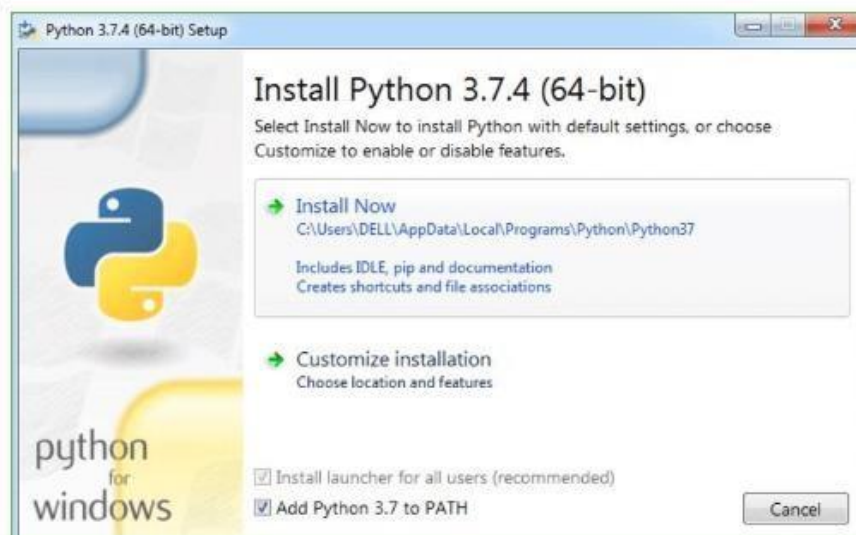 Python 3.7.4 (64-bit) Setup
Install Python 3.7.4 (64-bit)
Select Install Now to install Python with default settings, or choose
Customize to enable or disable features.
Install Now
C:\Users\DELL\AppData\Local\Programs\Python\Python37
Includes IDLE, pip and documentation
Creates shortcuts and file associations
Customize installation
Choose location and features
python
for
windows
Install launcher for all users (recommended)
Add Python 3.7 to PATH
Cancel